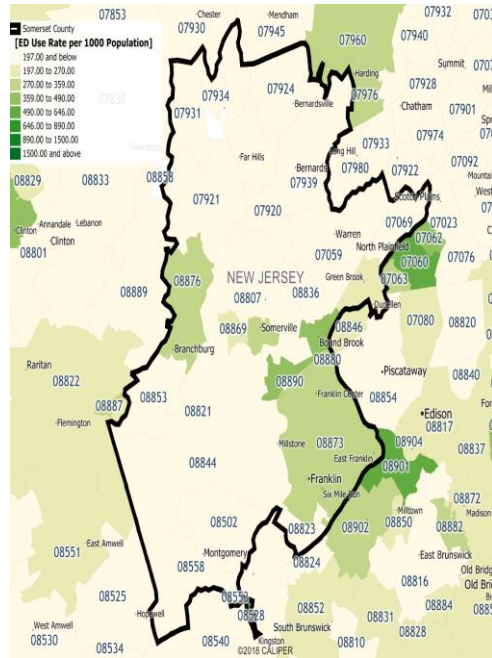 Somerset County
[ED Use Rate per 1000 Population]
197.00 and below
197.00 to 270.00
270.00 to 359.00
359.00 to 490.00
490.00 to 646.00
646.00 to 890.00
890.00 to 1500.00
1500.00 and above
07853
Chester
Mendham
07932
07930
07945
07960
07940
Summit
Harding
07934
07924
07976
07928
07830
Bernardsville
Chatham
07901
07931
07933
07974
Far Hills
Long Hill
07980
07922
07092
08858
Bernards
07939
08829
08833
Scotch Plains
07921
07920
07069
07023
Clinton
Annandale
Lebanon
Warren
07062
Clinton
North Plainfield
08801
07059
07060
07076
08876
Green Brook
07063
NEW JERSEY
08889
08807
08836
Dunellen
08869
Somerville
08846
07080
08820
Branchburg
Bound Brook
08880
Raritan
08822
08890
Piscataway
08840
08887
08853
Franklin Center
08854
08821
Edison
Flemington
08817
Millstone
08873
08904
08837
East Franklin
08844
08901
Franklin
08872
Six Mile Run
Milltown
Madison
08502
08823
08902
08850
08882
08551
East Amwell
Montgomery
East Brunswick
08824
08558
Old Bridge
08816
08525
08553
Hopewell
08528
08852
08884
West Amwell
08831
08530
South Brunswick
08828
08534
08540
Kingston
08810
©2018 CALIPER